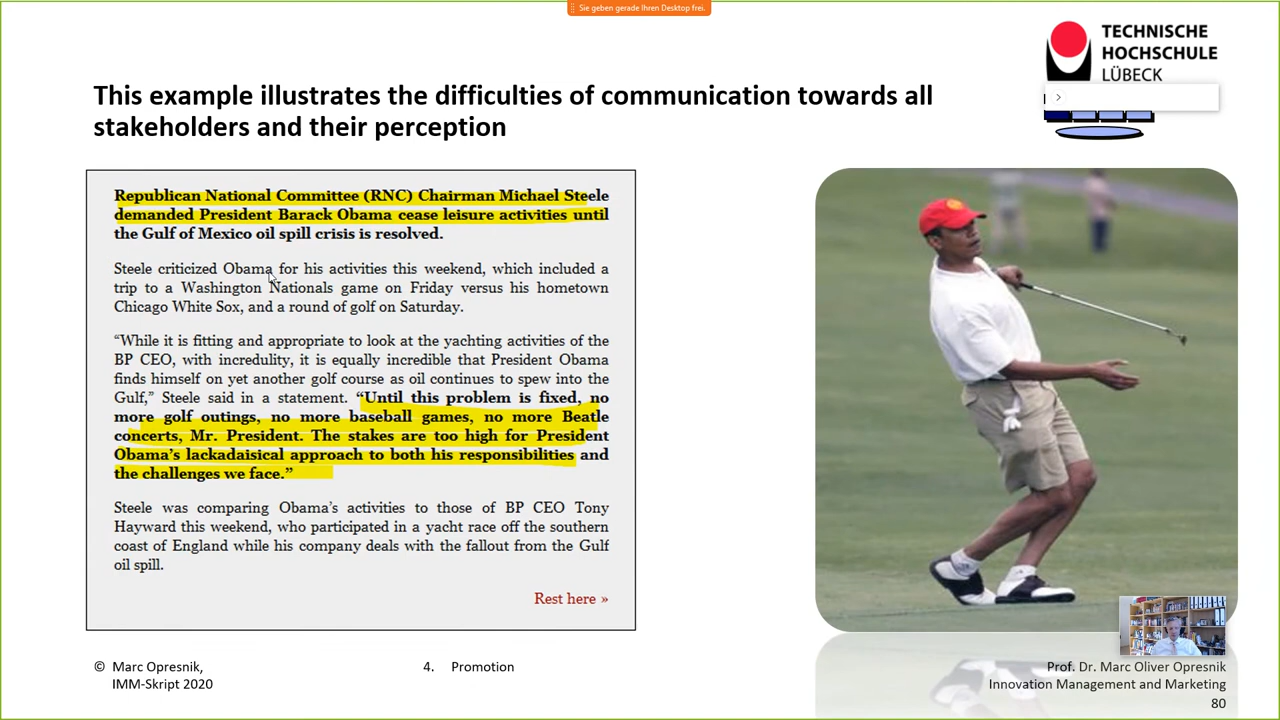 Sie geben gerade Ihren Desktop frei.
TECHNISCHE
HOCHSCHULE
LÜBECK
This example illustrates the difficulties of communication towards all
stakeholders and their perception
Republican National Committee (RNC) Chairman Michael Steele
demanded President Barack Obama cease leisure activities until
the Gulf of Mexico oil spill crisis is resolved.
Steele criticized Obama for his activities this weekend, which included a
trip to a Washington Nationals game on Friday versus his hometown
Chicago White Sox, and a round of golf on Saturday.
“While it is fitting and appropriate to look at the yachting activities of the
BP CEO, with incredulity, it is equally incredible that President Obama
finds himself on yet another golf course as oil continues to spew into the
Gulf,” Steele said in a statement. “Until this problem is fixed, no
more golf outings, no more baseball games, no more Beatle
concerts, Mr. President. The stakes are too high for President
Obama’s lackadaisical approach to both his responsibilities and
the challenges we face.”
Steele was comparing Obama’s activities to those of BP CEO Tony
Hayward this weekend, who participated in a yacht race off the southern
coast of England while his company deals with the fallout from the Gulf
oil spill.
Rest here »
© Marc Opresnik,
IMM-Skript 2020
4. Promotion
Prof. Dr. Marc Oliver Opresnik
Innovation Management and Marketing
80